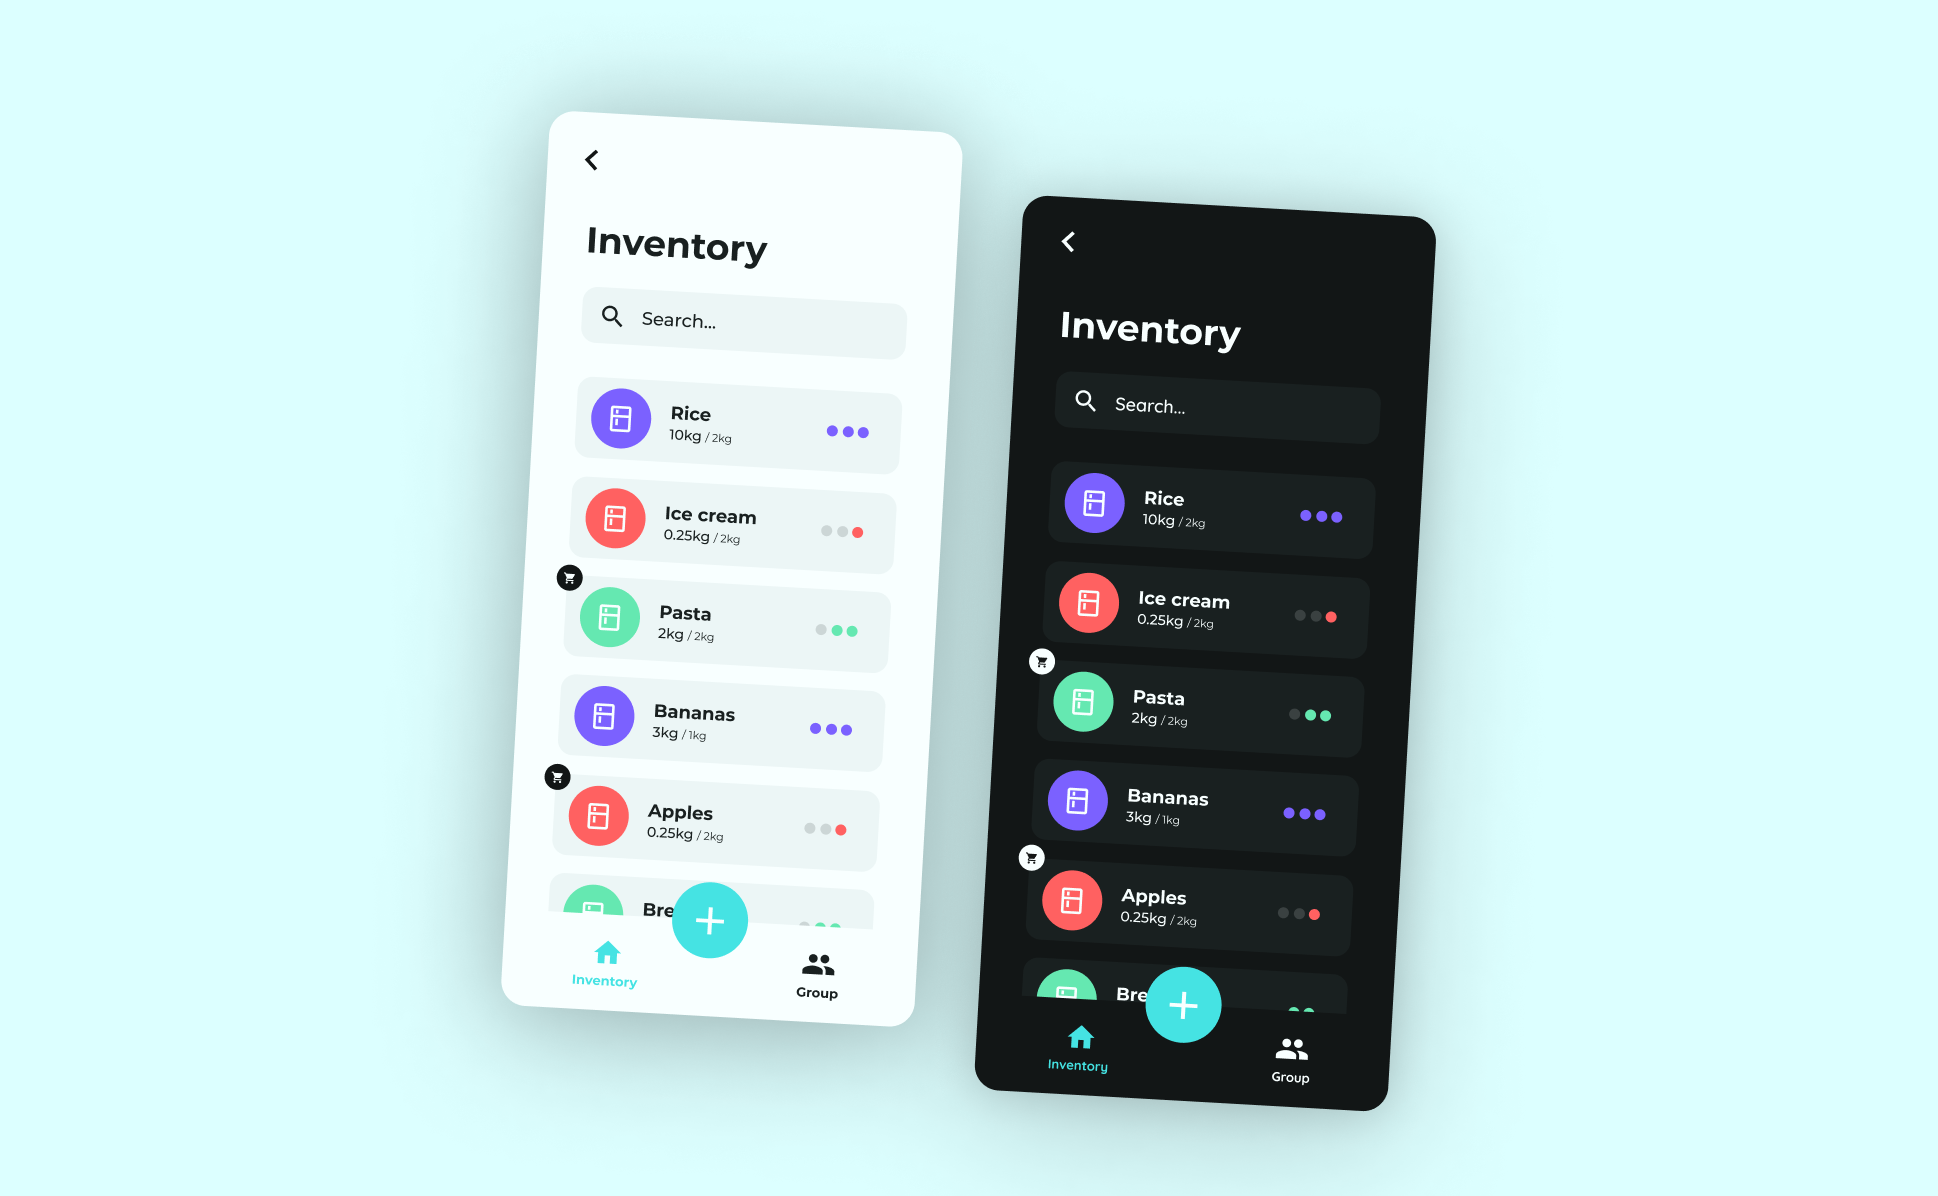 Inventory
Search...
Rice
10kg / 2kg
Ice cream
0.25kg / 2kg
Pasta
2kg / 2kg
Bananas
3kg / 1kg
Apples
0.25kg / 2kg
Bre
Inventory
Group
Inventory
Search...
Rice
10kg / 2kg
Ice cream
0.25kg / 2kg
Pasta
2kg / 2kg
Bananas
3kg / 1kg
Apples
0.25kg / 2kg
Bre
Inventory
Group